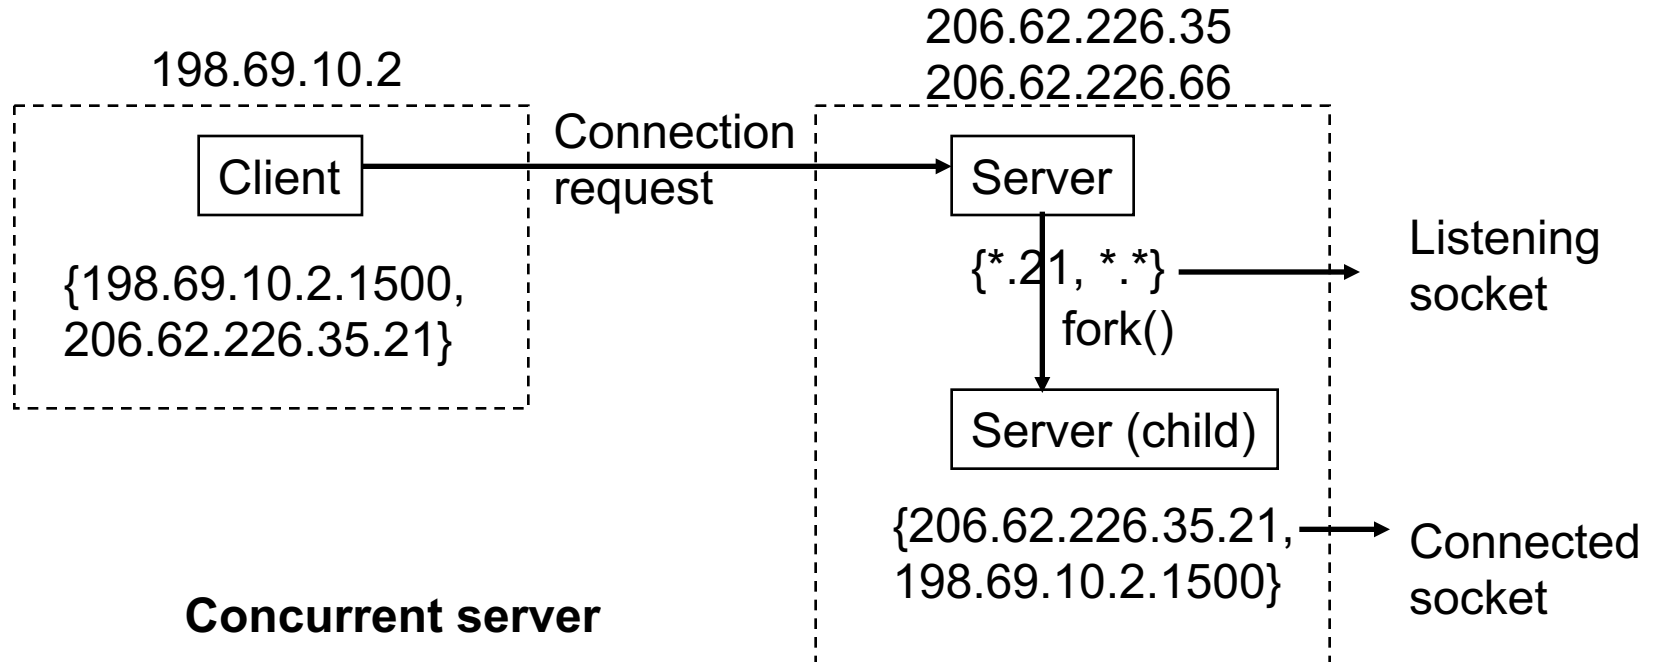 198.69.10.2
206.62.226.35
206.62.226.66
Client
Connection
request
Server
{198.69.10.2.1500,
206.62.226.35.21}
{*.21, *.*}
fork()
Listening
socket
Server (child)
{206.62.226.35.21,
198.69.10.2.1500}
Connected
socket
Concurrent server